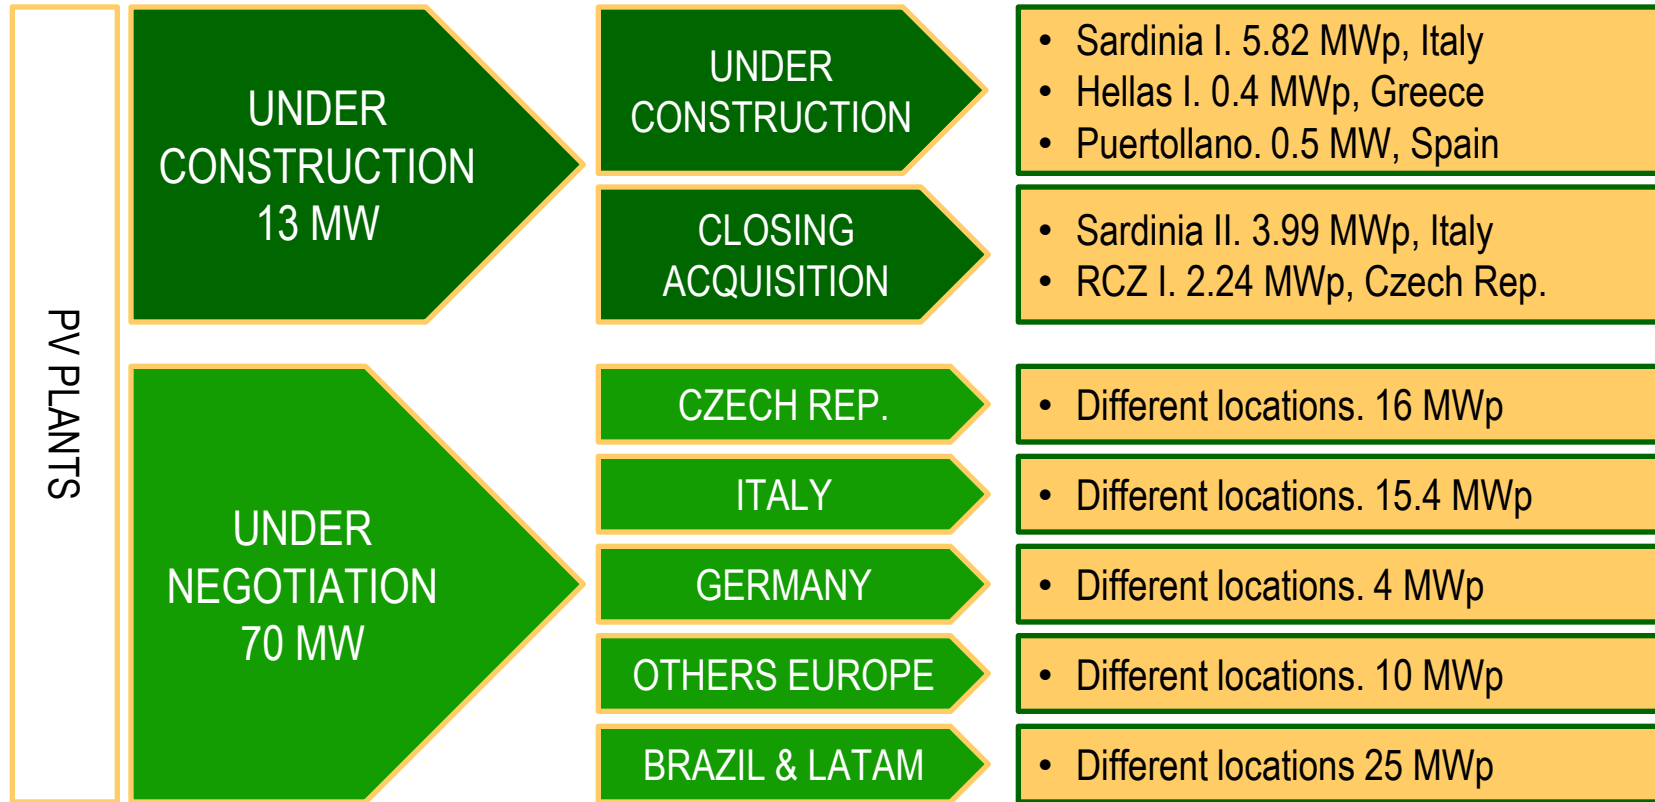 PV PLANTS
UNDER
CONSTRUCTION
13 MW
UNDER
CONSTRUCTION
• Sardinia I. 5.82 MWp, Italy
• Hellas I. 0.4 MWp, Greece
• Puertollano. 0.5 MW, Spain
CLOSING
ACQUISITION
• Sardinia II. 3.99 MWp, Italy
• RCZ I. 2.24 MWp, Czech Rep.
UNDER
NEGOTIATION
70 MW
CZECH REP.
• Different locations. 16 MWp
ITALY
• Different locations. 15.4 MWp
GERMANY
• Different locations. 4 MWp
OTHERS EUROPE
• Different locations. 10 MWp
BRAZIL & LATAM
• Different locations 25 MWp